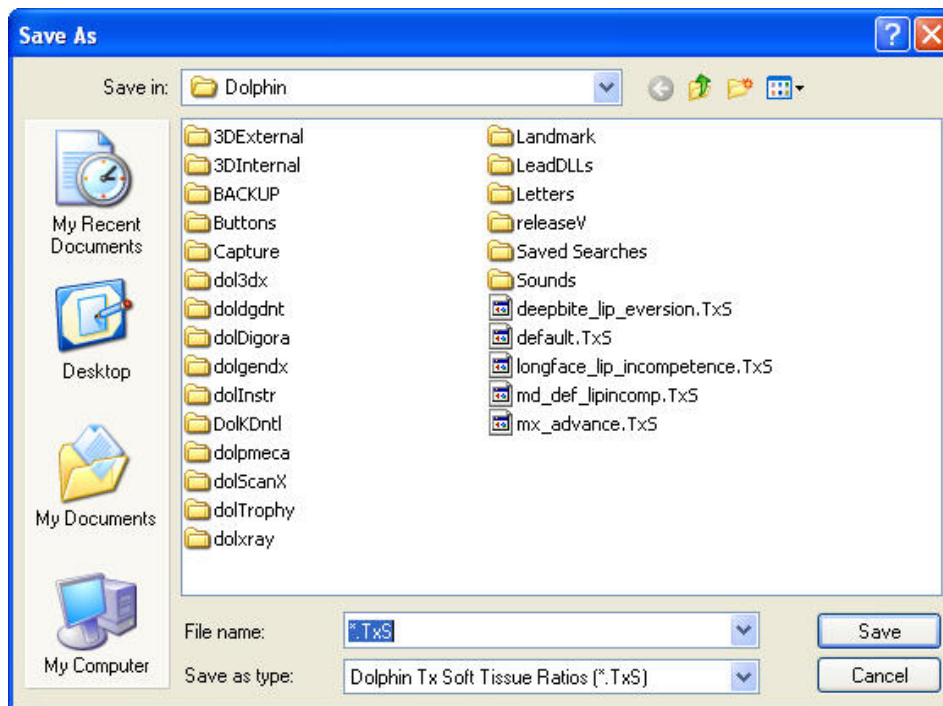 Save As
Save in:
Dolphin
My Recent
Documents
Desktop
My Documents
My Computer
3DExternal
3DInternal
BACKUP
Buttons
Capture
dol3dx
doldgdnt
dolDigora
dolgendx
dolInstr
DolKDntl
dolpmeca
dolScanX
dolTrophy
dolxray
Landmark
LeadDLLs
Letters
releaseV
Saved Searches
Sounds
deepbite_lip_eversion.TxS
default.TxS
longface_lip_incompetence.TxS
md_def_lipincomp.TxS
mx_advance.TxS
File name:
*.TxS
Save
Save as type:
Dolphin Tx Soft Tissue Ratios (*.TxS)
Cancel